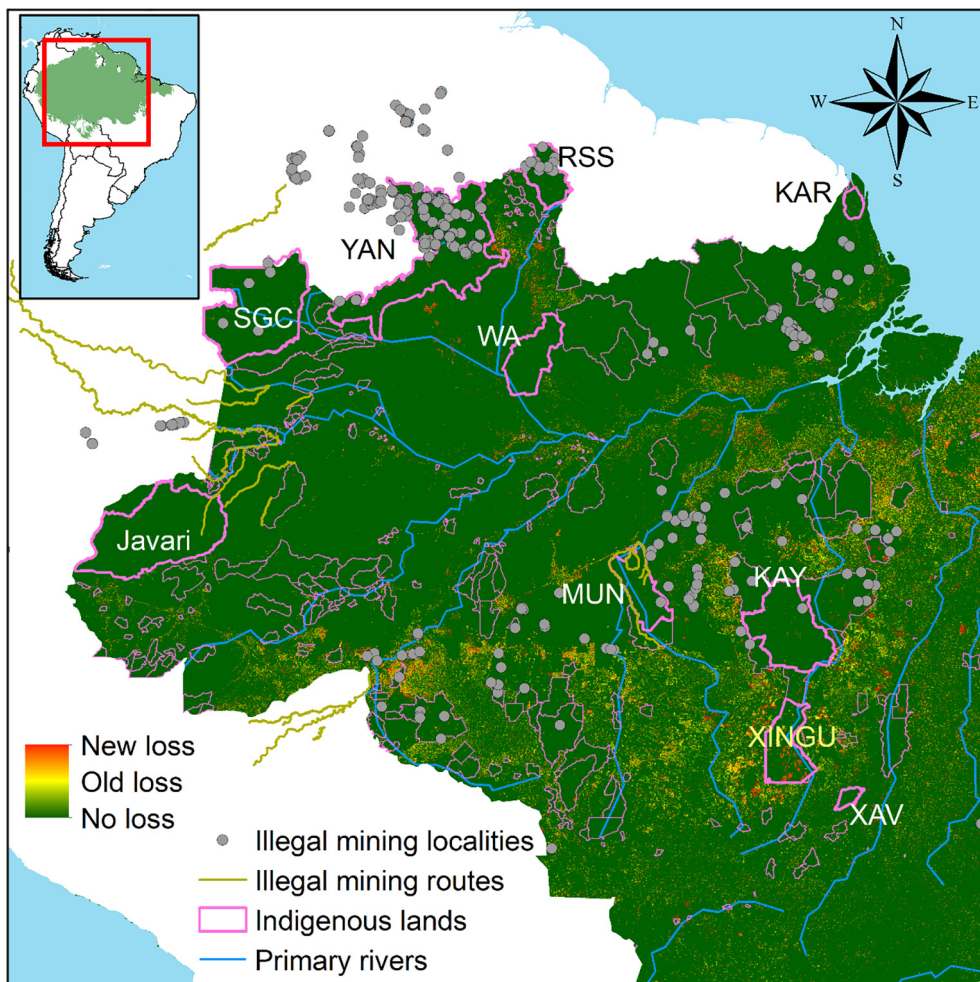 N
W
E
S
RSS
KAR
YAN
SGC
WA
Javari
MUN
KAY
XINGU
XAV
New loss
Old loss
No loss
Illegal mining localities
Illegal mining routes
Indigenous lands
Primary rivers